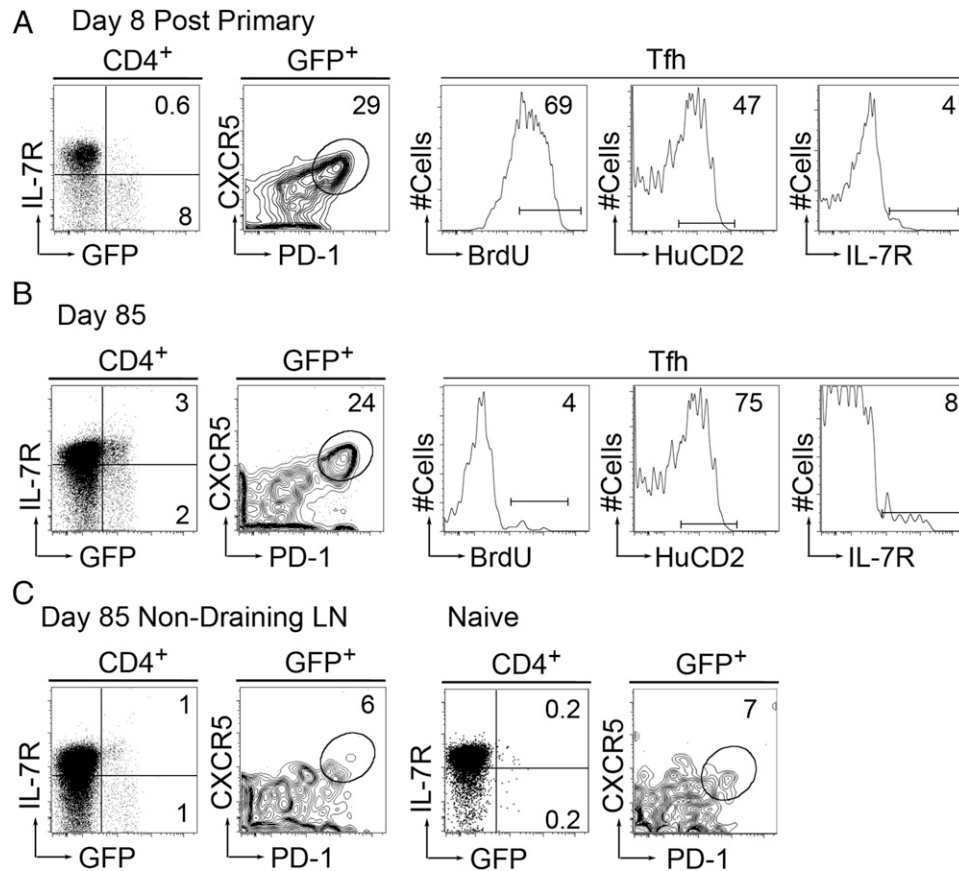 A Day 8 Post Primary
CD4+ GFP+ Tfh
0.6 29 69 47 4
8
IL-7R CXCR5 #Cells #Cells #Cells
GFP PD-1 BrdU HuCD2 IL-7R
B Day 85
CD4+ GFP+ Tfh
3 24 4 75 8
2
IL-7R CXCR5 #Cells #Cells #Cells
GFP PD-1 BrdU HuCD2 IL-7R
C Day 85 Non-Draining LN Naive
CD4+ GFP+ CD4+ GFP+
1 6 0.2 7
1 0.2
IL-7R CXCR5 IL-7R CXCR5
GFP PD-1 GFP PD-1